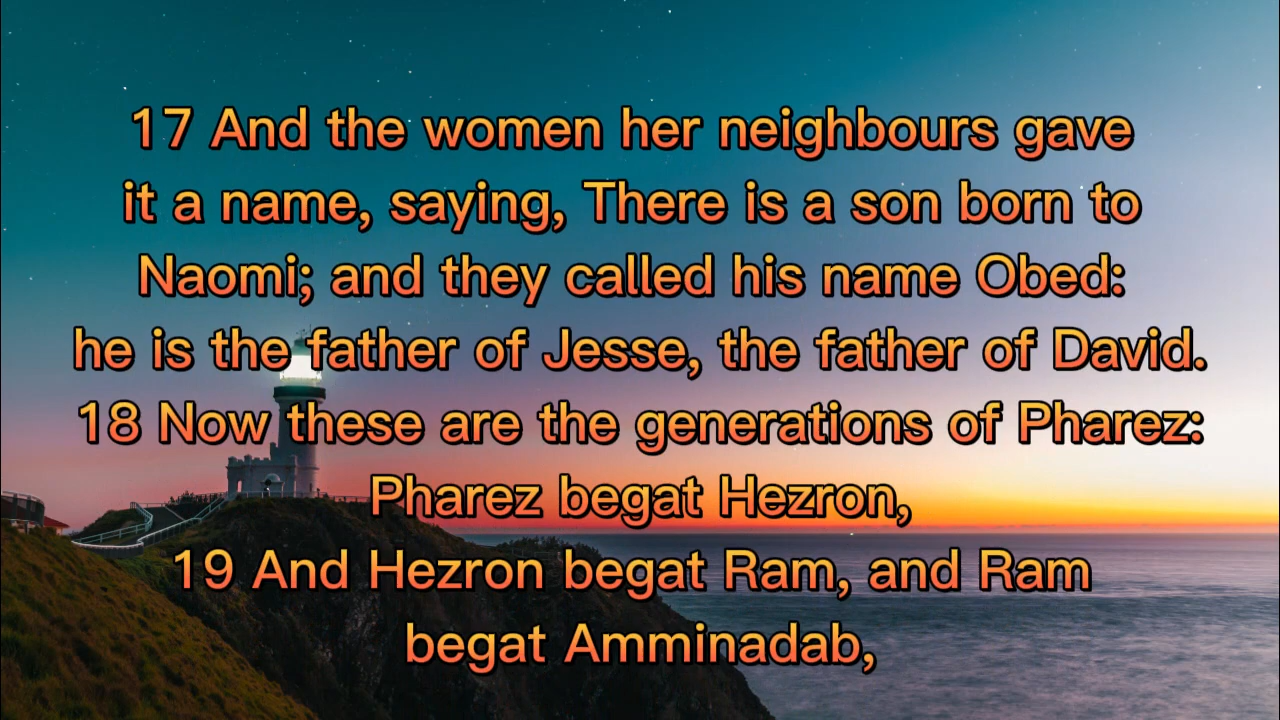 17 And the women her neighbours gave
it a name, saying, There is a son born to
Naomi; and they called his name Obed:
he is the father of Jesse, the father of David.
18 Now these are the generations of Pharez:
Pharez begat Hezron,
19 And Hezron begat Ram, and Ram
begat Amminadab,